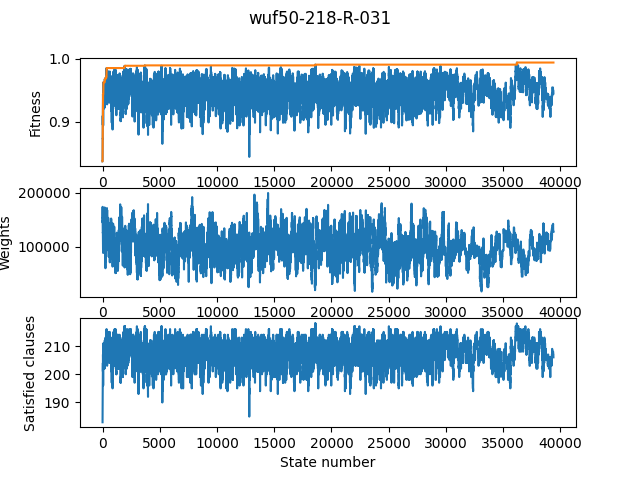 wuf50-218-R-031
1.0
0.9
Fitness
0 5000 10000 15000 20000 25000 30000 35000 40000
200000
100000
Weights
0 5000 10000 15000 20000 25000 30000 35000 40000
210
200
190
Satisfied clauses
0 5000 10000 15000 20000 25000 30000 35000 40000
State number